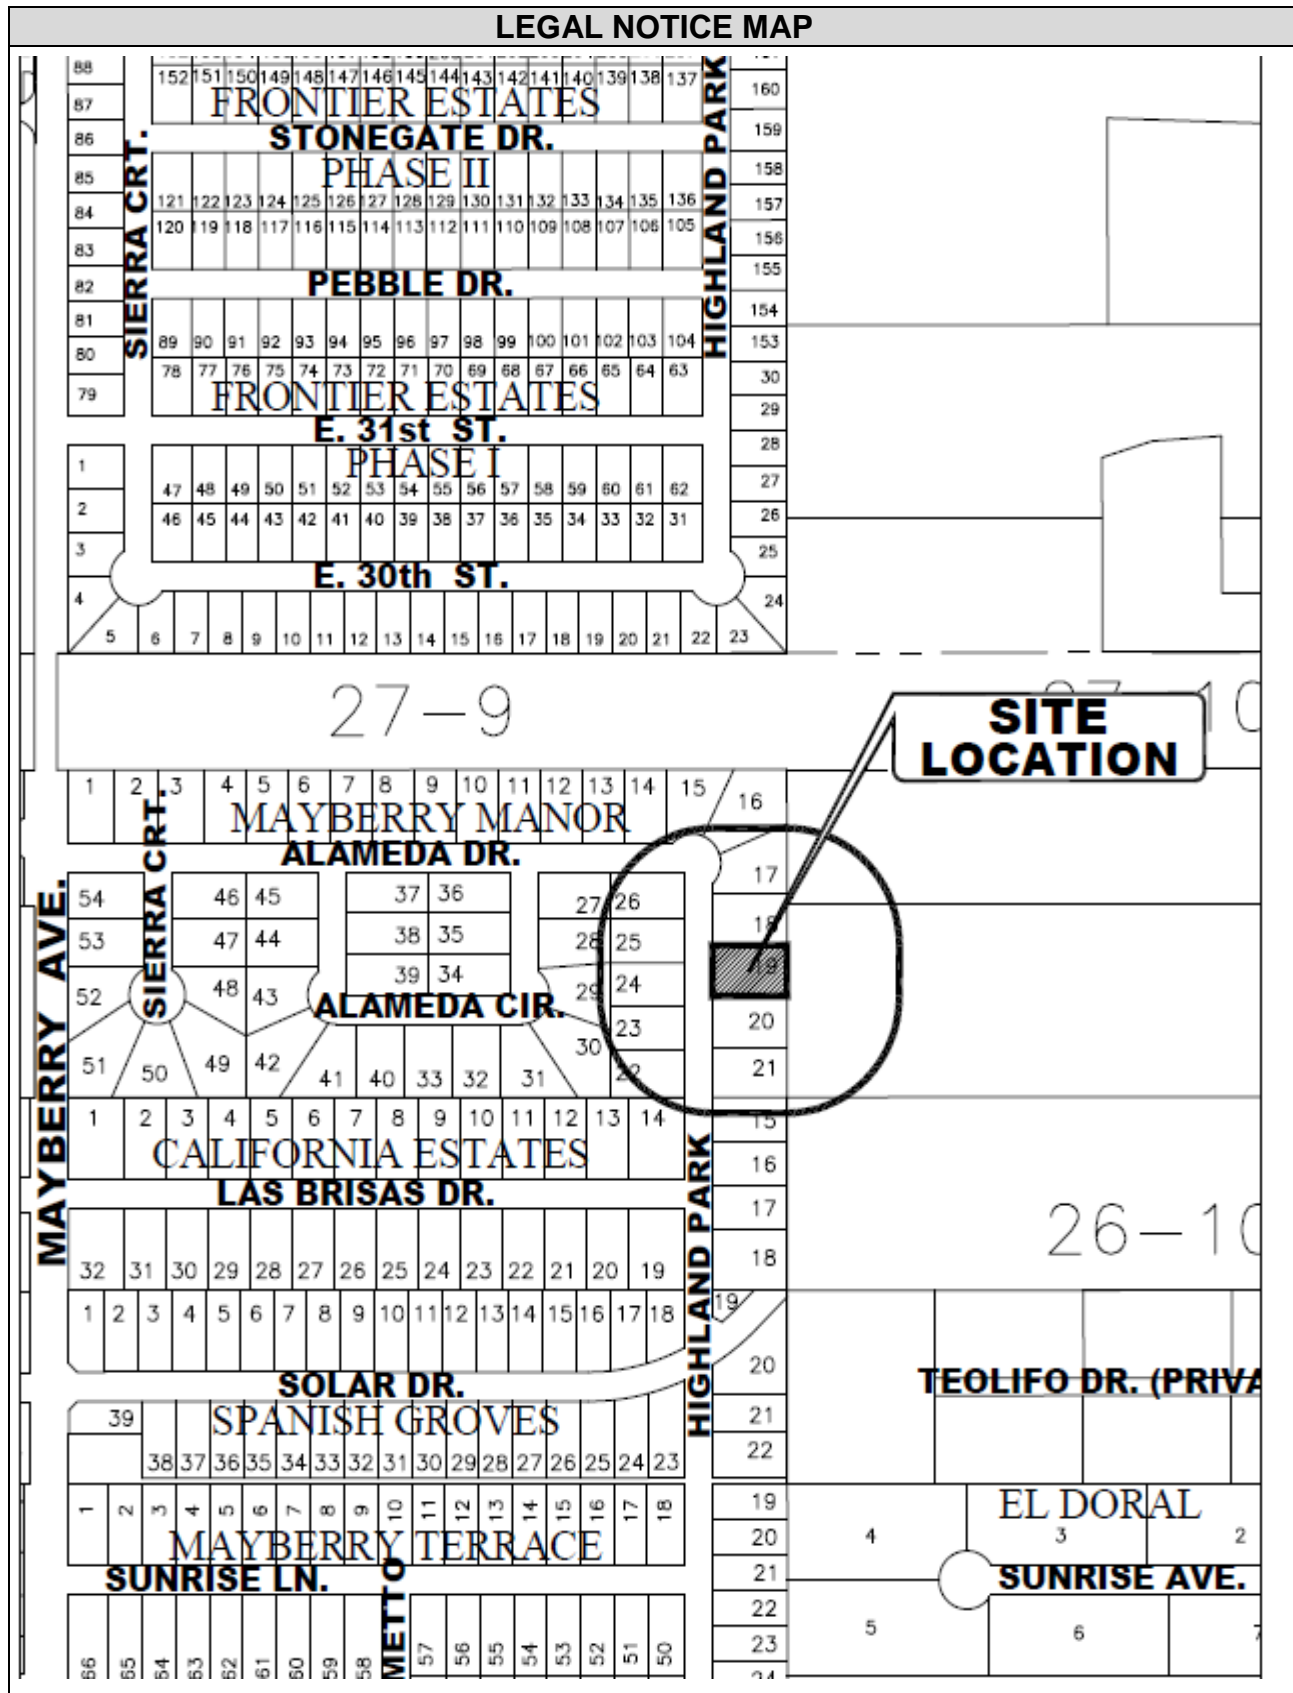 LEGAL NOTICE MAP
88
152 151 150 149 148 147 146 145 144 143 142 141 140 139 138 137
160
87
FRONTIER ESTATES
STONEGATE DR.
159
86
PHASE II
158
85
121 122 123 124 125 126 127 128 129 130 131 132 133 134 135 136
157
84
120 119 118 117 116 115 114 113 112 111 110 109 108 107 106 105
156
83
155
82
PEBBLE DR.
SIERRA CRT.
HIGHLAND PARK
154
81
89 90 91 92 93 94 95 96 97 98 99 100 101 102 103 104
153
80
78 77 76 75 74 73 72 71 70 69 68 67 66 65 64 63
30
79
FRONTIER ESTATES
29
E. 31st ST.
28
1
PHASE I
27
47 48 49 50 51 52 53 54 55 56 57 58 59 60 61 62
2
46 45 44 43 42 41 40 39 38 37 36 35 34 33 32 31
26
3
25
E. 30th ST.
4
24
5 6 7 8 9 10 11 12 13 14 15 16 17 18 19 20 21 22 23
27-9
SITE
LOCATION
1 2 3 4 5 6 7 8 9 10 11 12 13 14 15 16
MAYBERRY MANOR
ALAMEDA DR.
17
54 46 45 37 36 27 26
18
53 47 44 38 35 28 25
19
52 48 43 39 34 29 24
SIERRA CRT.
ALAMEDA CIR.
23
20
51 50 49 42 41 40 33 32 31 30 22
21
MAYBERRY AVE.
1 2 3 4 5 6 7 8 9 10 11 12 13 14
15
CALIFORNIA ESTATES
16
LAS BRISAS DR.
17
26-10
18
32 31 30 29 28 27 26 25 24 23 22 21 20 19
1 2 3 4 5 6 7 8 9 10 11 12 13 14 15 16 17 18
19
HIGHLAND PARK
20
SOLAR DR.
TEOLIFO DR. (PRIVA
39
SPANISH GROVES
21
38 37 36 35 34 33 32 31 30 29 28 27 26 25 24 23
22
1 2 3 4 5 6 7 8 9 10 11 12 13 14 15 16 17 18
19
EL DORAL
MAYBERRY TERRACE
20
4 3 2
SUNRISE LN.
21
SUNRISE AVE.
22
5 6 7
METTO
23
66 65 64 63 62 61 60 59 58 57 56 55 54 53 52 51 50
24